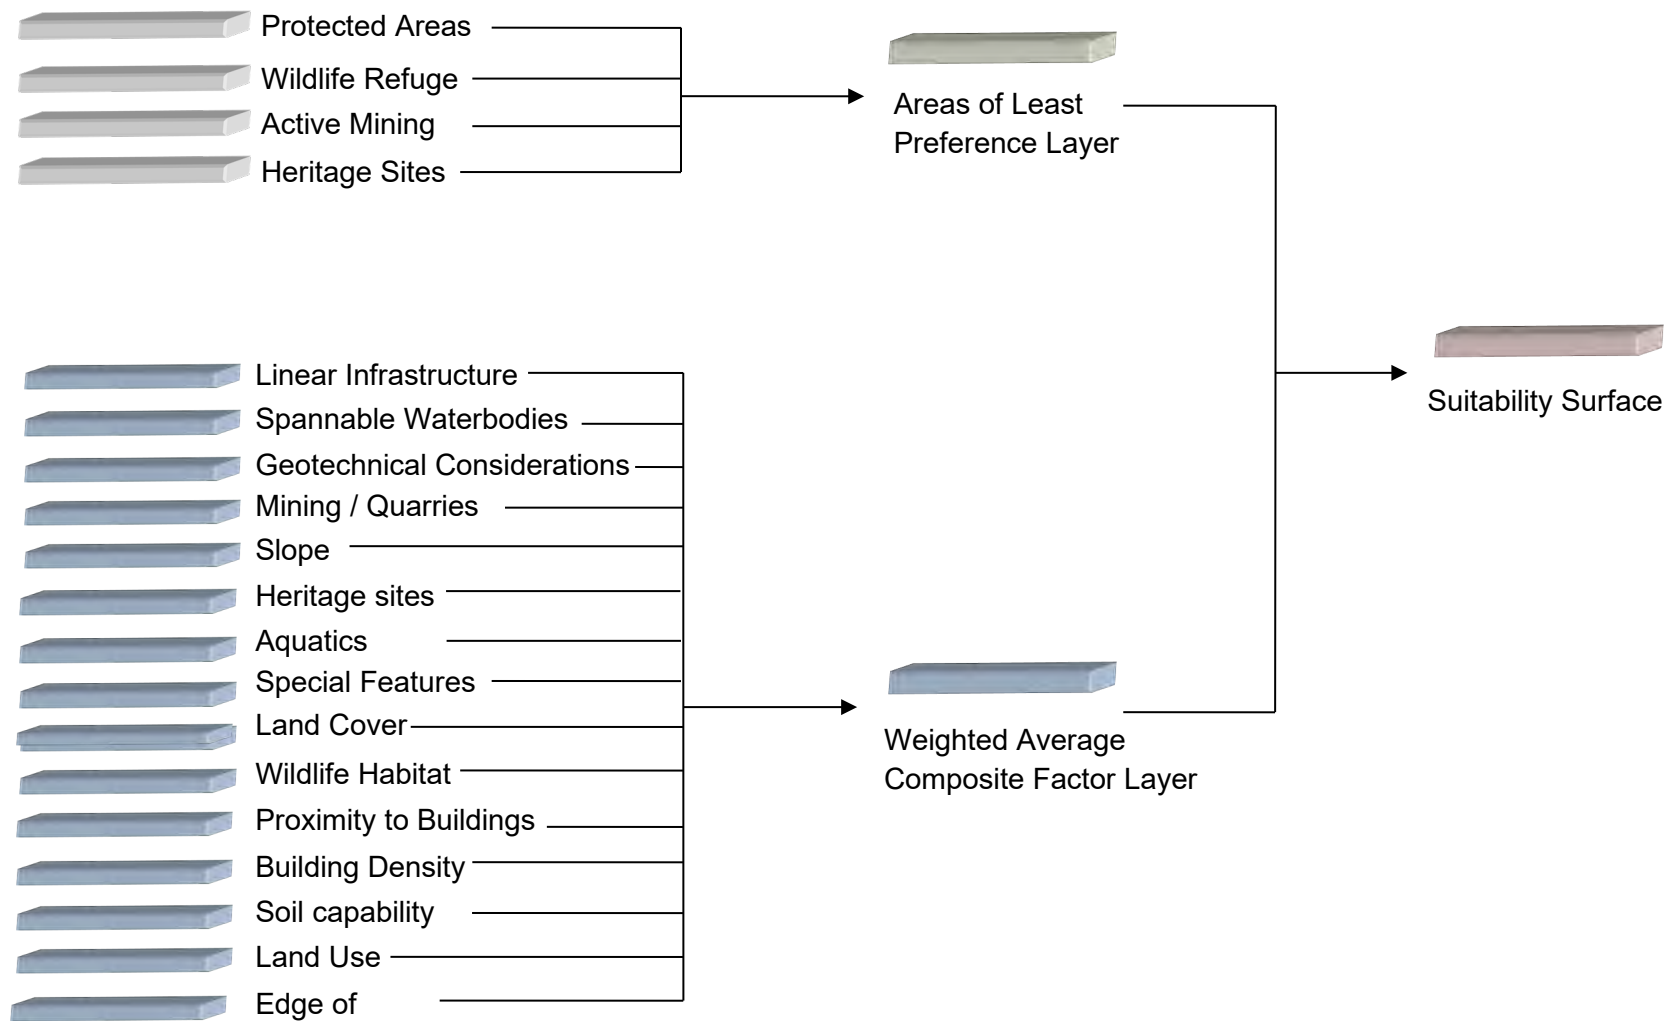 Protected Areas
Wildlife Refuge
Active Mining
Heritage Sites
Areas of Least
Preference Layer
Suitability Surface
Linear Infrastructure
Spannable Waterbodies
Geotechnical Considerations
Mining / Quarries
Slope
Heritage sites
Aquatics
Special Features
Land Cover
Wildlife Habitat
Proximity to Buildings
Building Density
Soil capability
Land Use
Edge of
Weighted Average
Composite Factor Layer